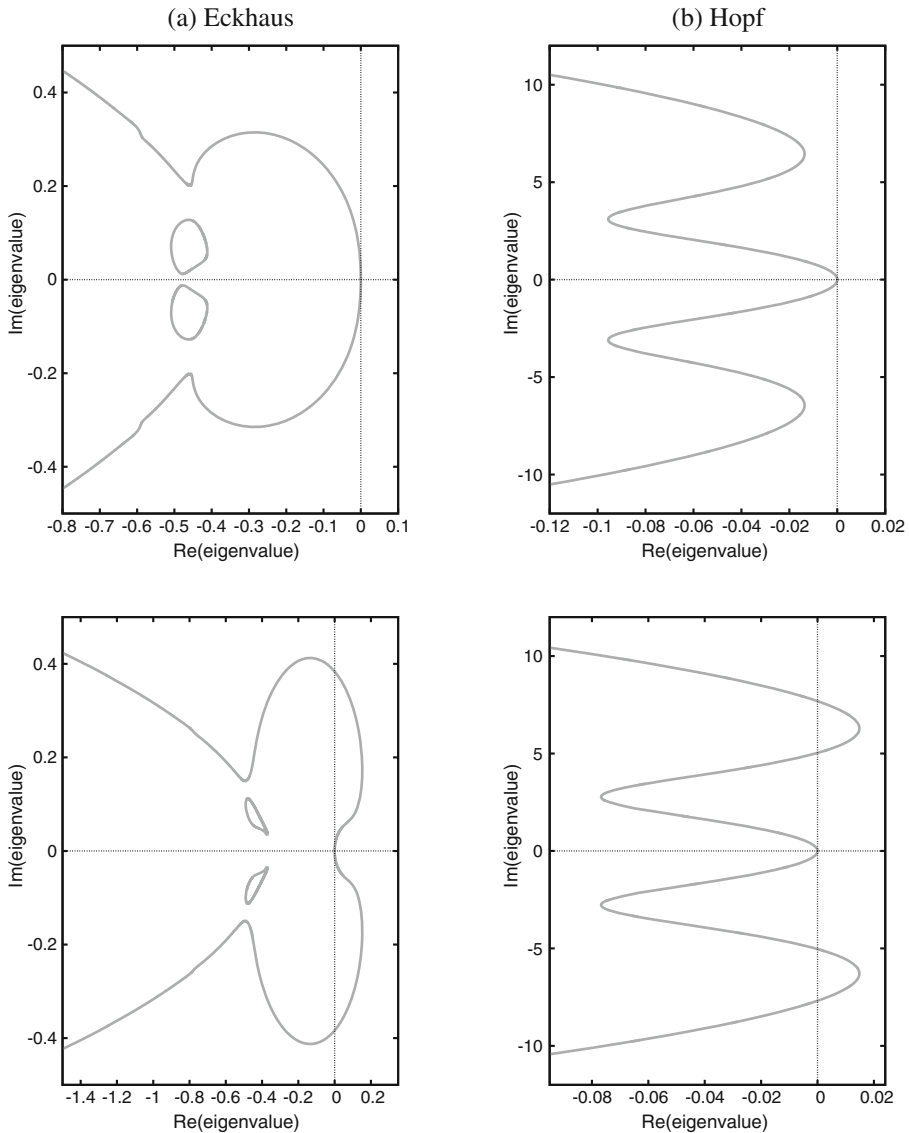 (a) Eckhaus
(b) Hopf
0.4
0.2
0
-0.2
-0.4
Im(eigenvalue)
-0.8 -0.7 -0.6 -0.5 -0.4 -0.3 -0.2 -0.1 0 0.1
Re(eigenvalue)
10
5
0
-5
-10
Im(eigenvalue)
-0.12 -0.1 -0.08 -0.06 -0.04 -0.02 0 0.02
Re(eigenvalue)
0.4
0.2
0
-0.2
-0.4
Im(eigenvalue)
-1.4 -1.2 -1 -0.8 -0.6 -0.4 -0.2 0 0.2
Re(eigenvalue)
10
5
0
-5
-10
Im(eigenvalue)
-0.08 -0.06 -0.04 -0.02 0 0.02
Re(eigenvalue)